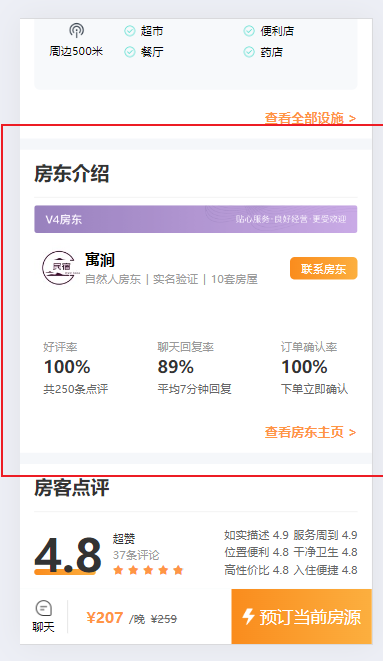 超市 便利店
周边500米 餐厅 药店
查看全部设施 >
房东介绍
V4房东 贴心服务·良好经营·更受欢迎
民宿
寓涧
联系房东
自然人房东 | 实名验证 | 10套房屋
好评率 聊天回复率 订单确认率
100% 89% 100%
共250条点评 平均7分钟回复 下单立即确认
查看房东主页 >
房客点评
4.8 超赞
37条评论
如实描述 4.9 服务周到 4.9
位置便利 4.8 干净卫生 4.8
高性价比 4.8 入住便捷 4.8
聊天
¥207 /晚 ¥259
预订当前房源